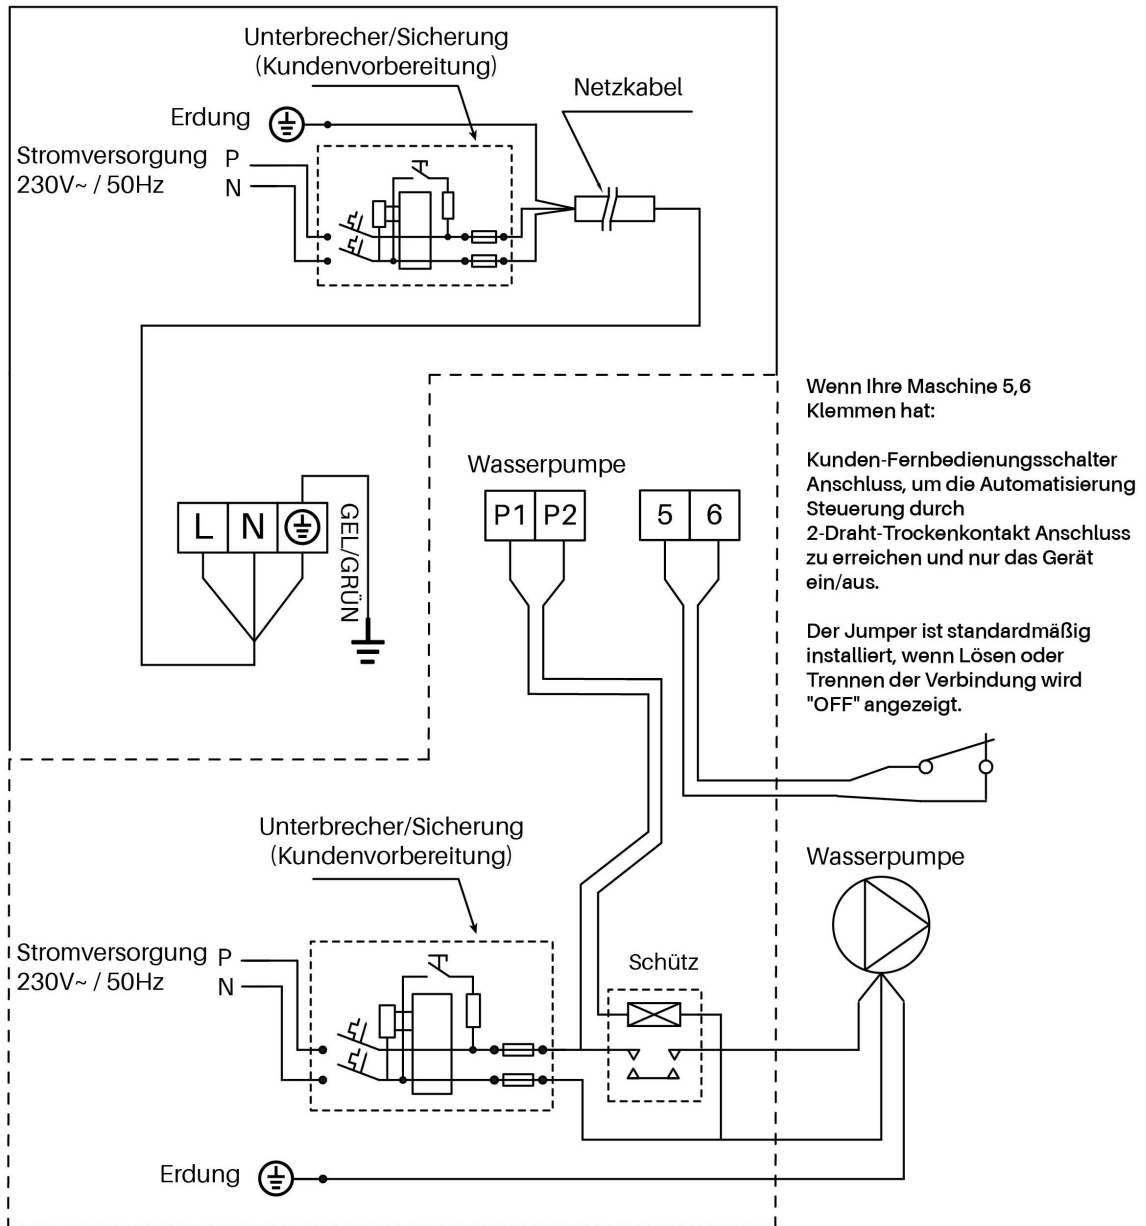 Unterbrecher/Sicherung
(Kundenvorbereitung)
Netzkabel
Erdung
Stromversorgung P
230V~ / 50Hz N
Wenn Ihre Maschine 5,6
Klemmen hat:
Kunden-Fernbedienungsschalter
Anschluss, um die Automatisierung
Steuerung durch
2-Draht-Trockenkontakt Anschluss
zu erreichen und nur das Gerät
ein/aus.
Der Jumper ist standardmäßig
installiert, wenn Lösen oder
Trennen der Verbindung wird
"OFF" angezeigt.
Wasserpumpe
L N
GEL/GRÜN
P1 P2
5 6
Unterbrecher/Sicherung
(Kundenvorbereitung)
Wasserpumpe
Stromversorgung P
230V~ / 50Hz N
Schütz
Erdung